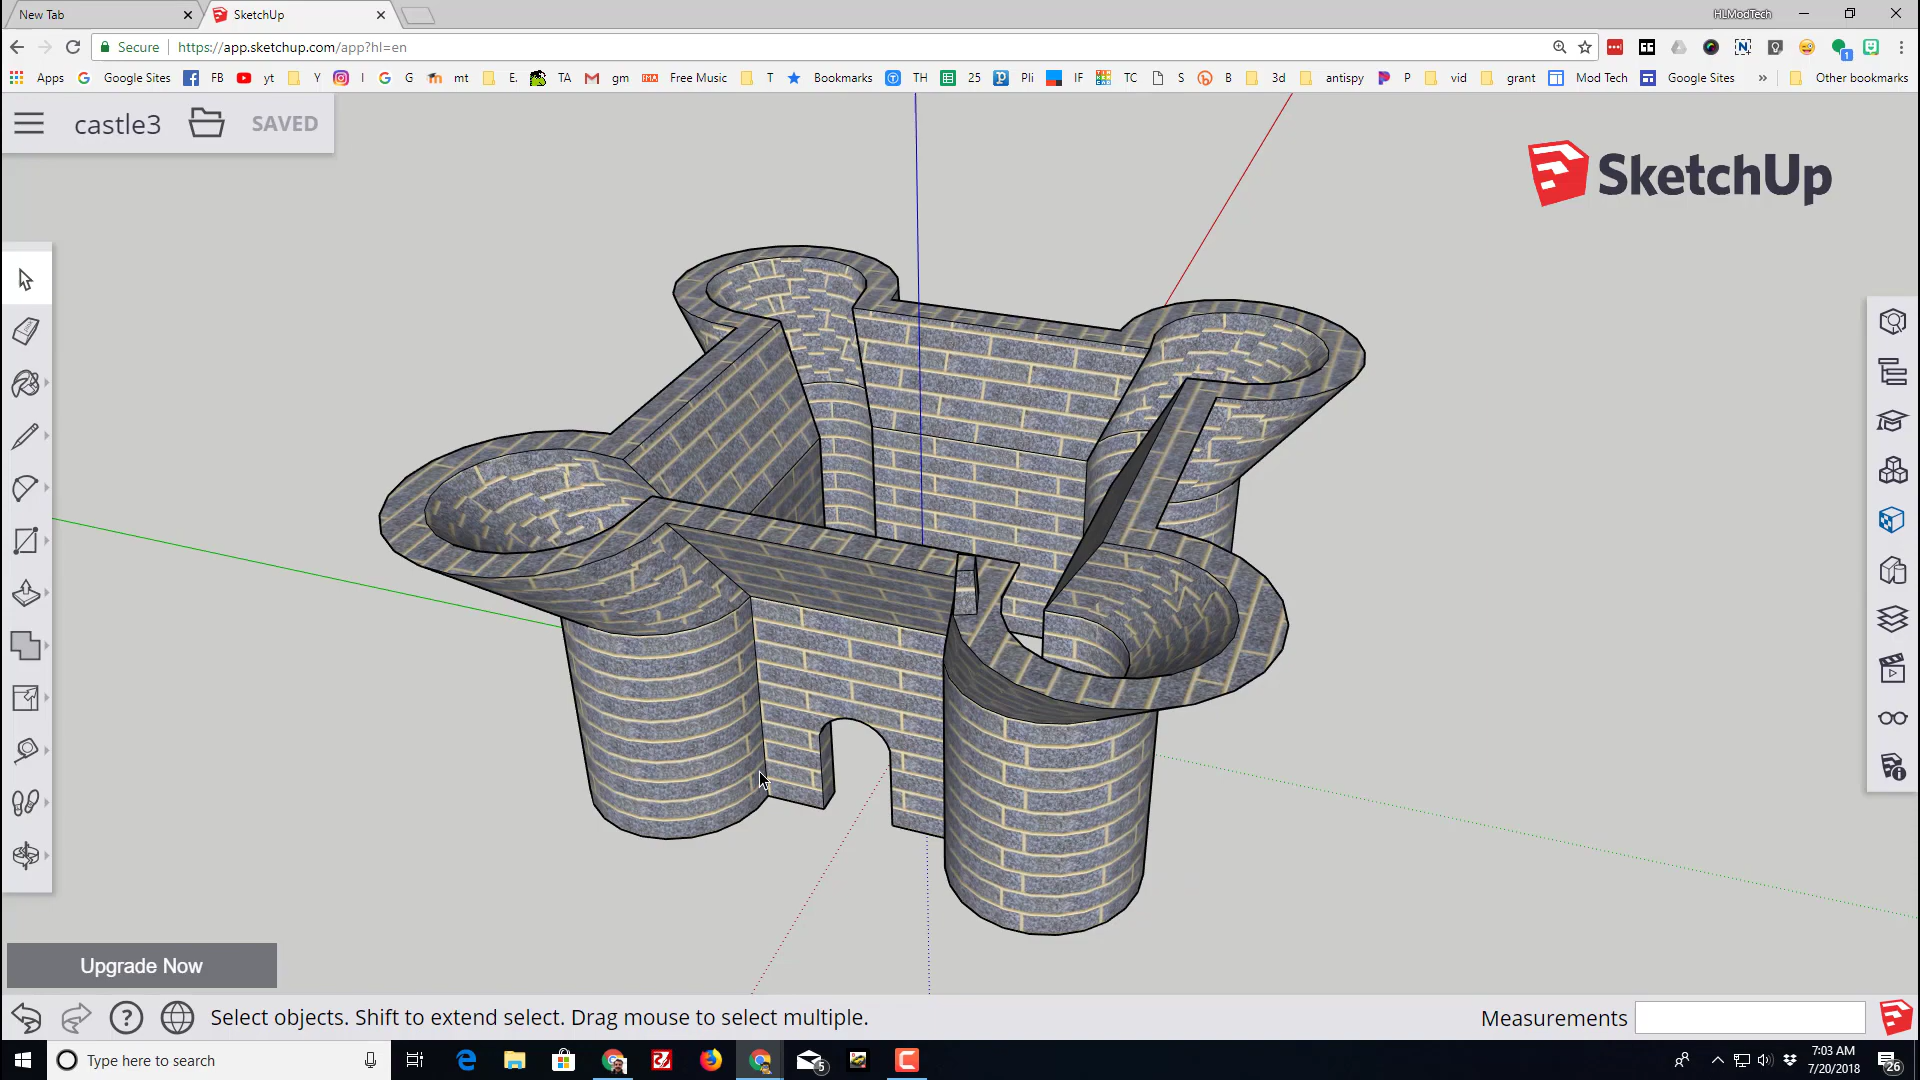 New Tab
SketchUp
HLModTech
Secure
https://app.sketchup.com/app?hl=en
Apps
Google Sites
FB
yt
Y
I
G
mt
E.
TA
gm
Free Music
T
Bookmarks
TH
25
Pli
IF
TC
S
B
3d
antispy
P
vid
grant
Mod Tech
Google Sites
»
Other bookmarks
castle3
SAVED
SketchUp
Upgrade Now
Select objects. Shift to extend select. Drag mouse to select multiple.
Measurements
Type here to search
5
7:03 AM
7/20/2018
26